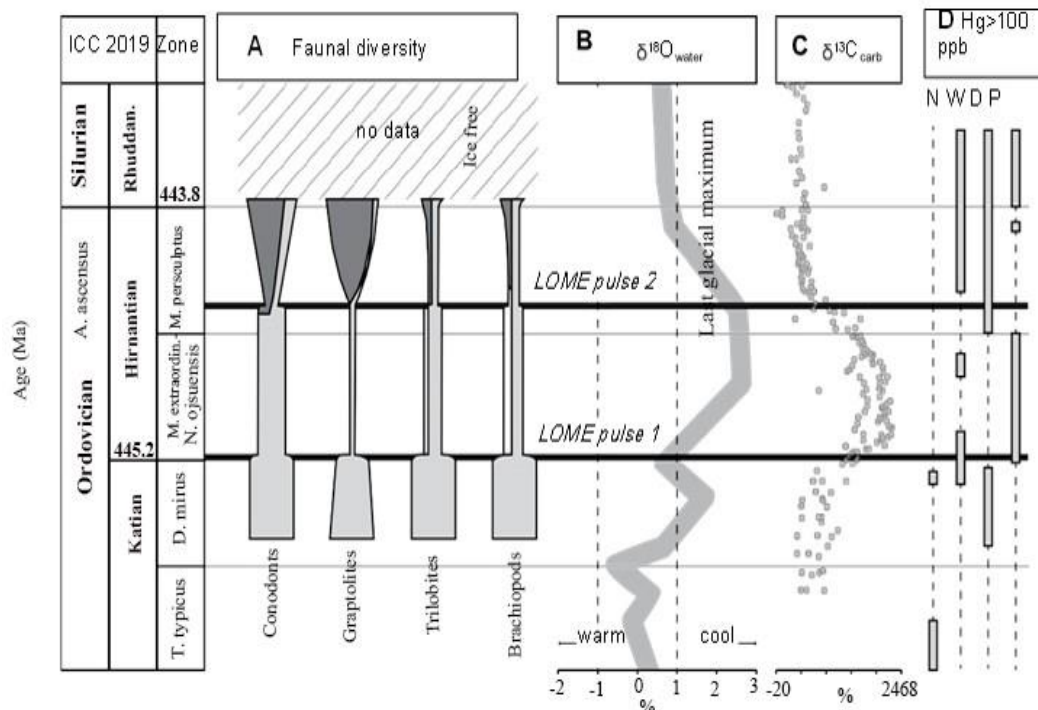 ICC 2019 Zone
A Faunal diversity
B δ18Owater
C δ13Ccarb
D Hg>100
ppb
N W D P
Age (Ma)
Silurian
Ordovician
Rhuddan.
Hirnantian
Katian
A. ascensus
443.8
445.2
M. persculptus
M. extraordin.-
N. ojsuensis
D. mirus
T. typicus
no data
Ice free
LOME pulse 2
LOME pulse 1
Last glacial maximum
Conodonts
Graptolites
Trilobites
Brachiopods
warm
cool
-2 -1 0 1 2 3
%
-20 2468
%